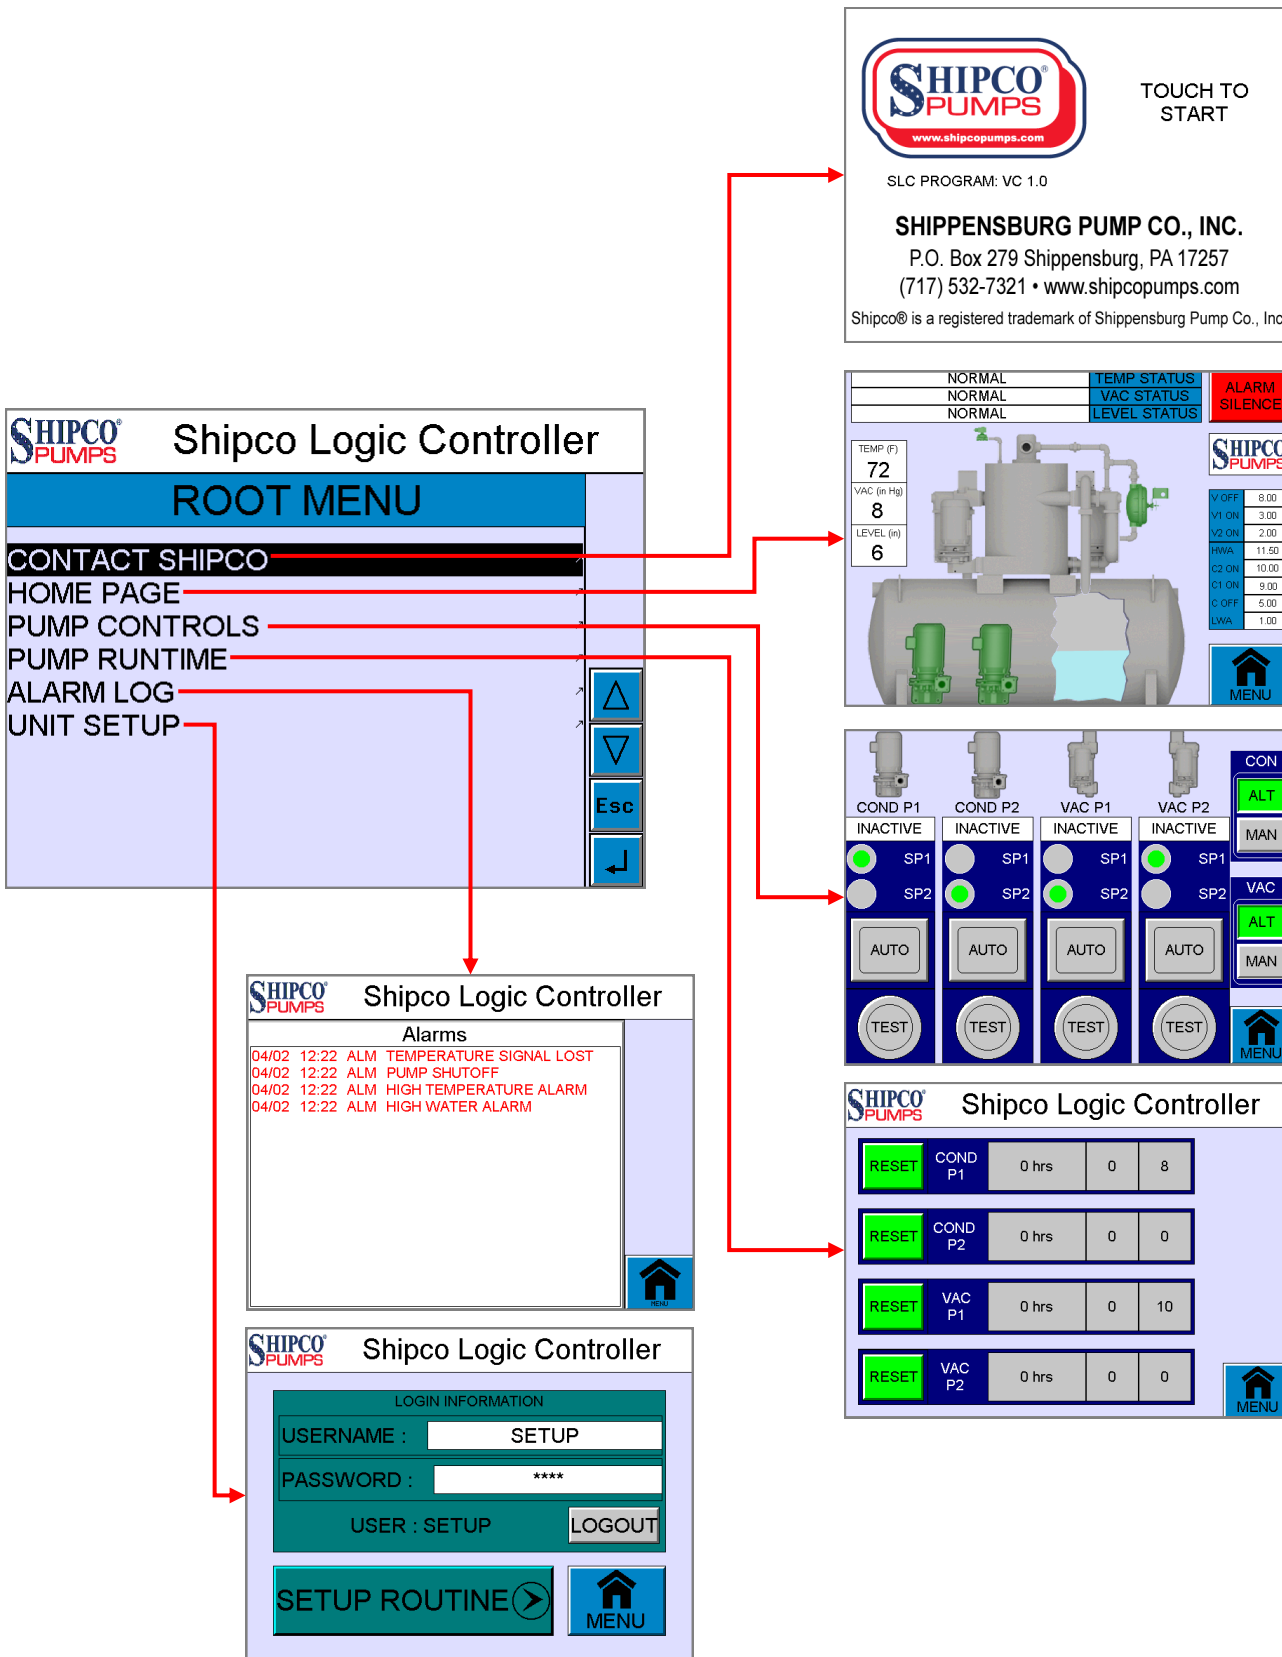 SHIPCO®
PUMPS
www.shipcopumps.com
TOUCH TO
START
SLC PROGRAM: VC 1.0
SHIPPENSBURG PUMP CO., INC.
P.O. Box 279 Shippensburg, PA 17257
(717) 532-7321 • www.shipcopumps.com
Shipco® is a registered trademark of Shippensburg Pump Co., Inc
SHIPCO®
PUMPS
Shipco Logic Controller
ROOT MENU
CONTACT SHIPCO
HOME PAGE
PUMP CONTROLS
PUMP RUNTIME
ALARM LOG
UNIT SETUP
Esc
NORMAL TEMP STATUS
NORMAL VAC STATUS
NORMAL LEVEL STATUS
ALARM
SILENCE
TEMP (F)
72
VAC (in Hg)
8
LEVEL (in)
6
SHIPCO
PUMPS
V OFF 8.00
V1 ON 3.00
V2 ON 2.00
HWA 11.50
C2 ON 10.00
C1 ON 9.00
C OFF 5.00
LWA 1.00
MENU
COND P1 COND P2 VAC P1 VAC P2
INACTIVE INACTIVE INACTIVE INACTIVE
SP1 SP1 SP1 SP1
SP2 SP2 SP2 SP2
AUTO AUTO AUTO AUTO
TEST TEST TEST TEST
CON
ALT
MAN
VAC
ALT
MAN
MENU
SHIPCO®
PUMPS
Shipco Logic Controller
Alarms
04/02 12:22 ALM TEMPERATURE SIGNAL LOST
04/02 12:22 ALM PUMP SHUTOFF
04/02 12:22 ALM HIGH TEMPERATURE ALARM
04/02 12:22 ALM HIGH WATER ALARM
MENU
SHIPCO®
PUMPS
Shipco Logic Controller
RESET COND P1 0 hrs 0 8
RESET COND P2 0 hrs 0 0
RESET VAC P1 0 hrs 0 10
RESET VAC P2 0 hrs 0 0
MENU
SHIPCO®
PUMPS
Shipco Logic Controller
LOGIN INFORMATION
USERNAME : SETUP
PASSWORD : ****
USER : SETUP LOGOUT
SETUP ROUTINE
MENU